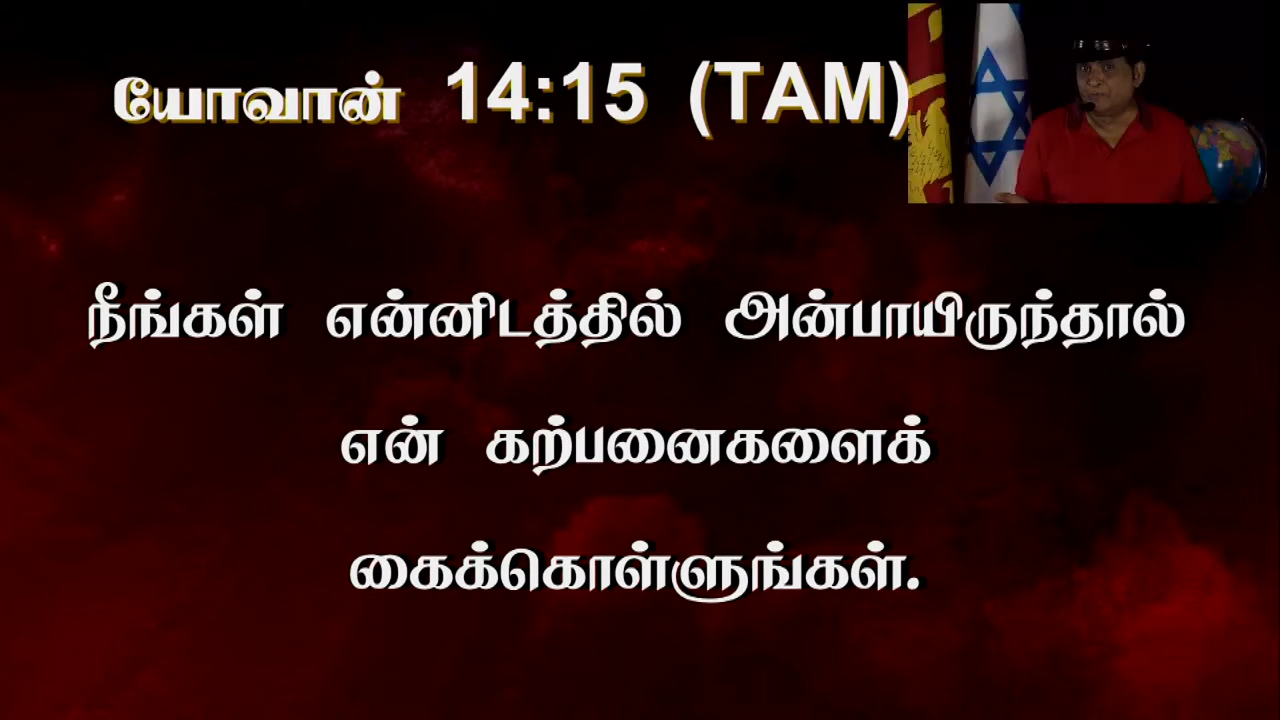 யோவான் 14:15 (TAM)
நீங்கள் என்னிடத்தில் அன்பாயிருந்தால்
என் கற்பனைகளைக்
கைக்கொள்ளுங்கள்.